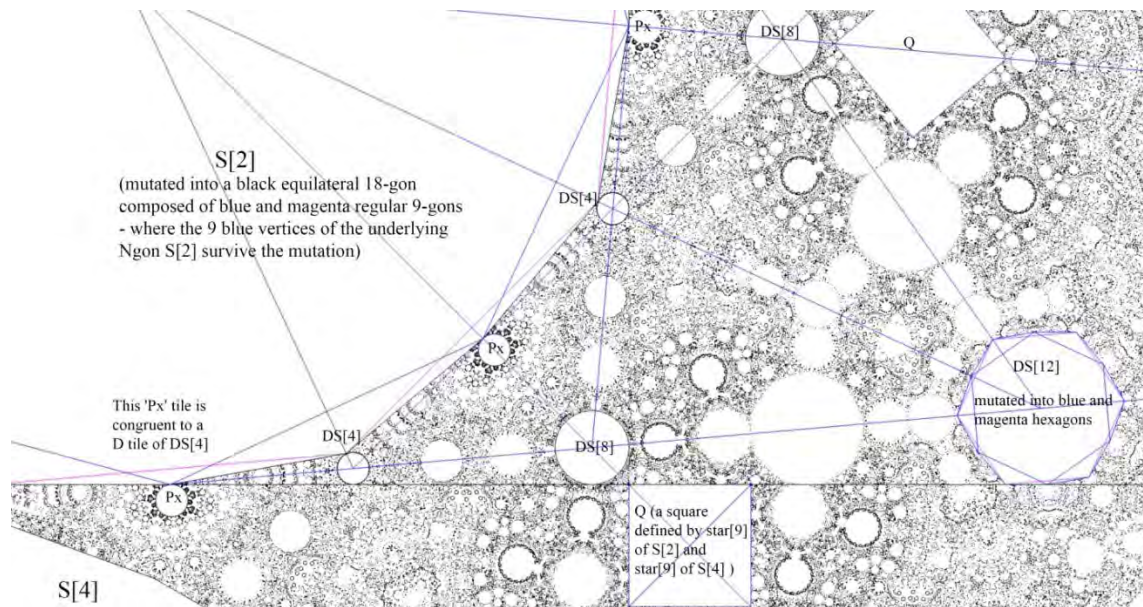 Px
DS[8]
Q
S[2]
(mutated into a black equilateral 18-gon
composed of blue and magenta regular 9-gons
- where the 9 blue vertices of the underlying
Ngon S[2] survive the mutation)
DS[4]
Px
DS[12]
mutated into blue and
magenta hexagons
This 'Px' tile is
congruent to a
D tile of DS[4]
DS[4]
DS[8]
Px
Q (a square
defined by star[9]
of S[2] and
star[9] of S[4] )
S[4]